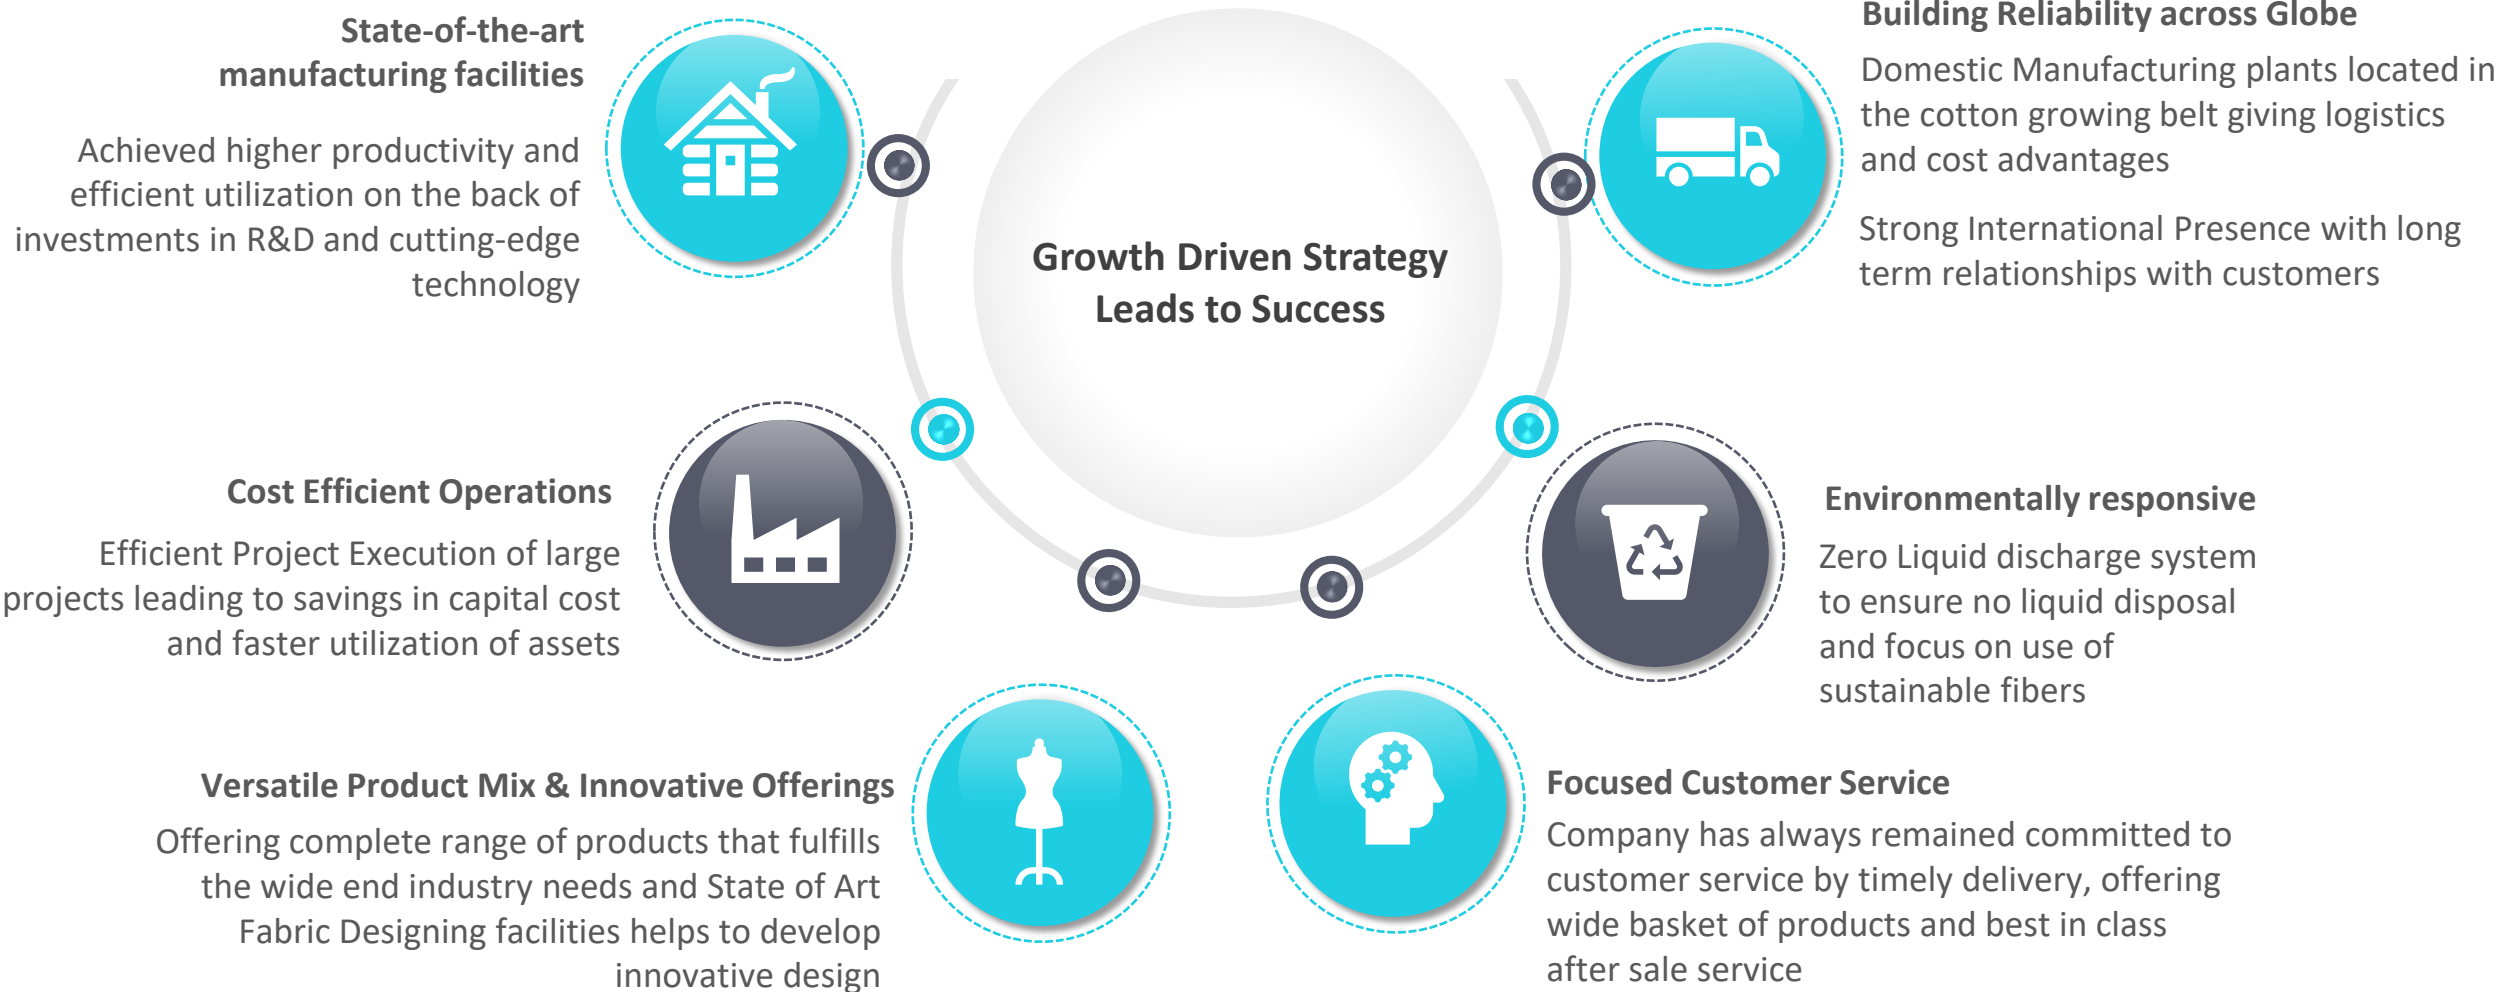 State-of-the-art
manufacturing facilities
Achieved higher productivity and
efficient utilization on the back of
investments in R&D and cutting-edge
technology
Cost Efficient Operations
Efficient Project Execution of large
projects leading to savings in capital cost
and faster utilization of assets
Versatile Product Mix & Innovative Offerings
Offering complete range of products that fulfills
the wide end industry needs and State of Art
Fabric Designing facilities helps to develop
innovative design
Growth Driven Strategy
Leads to Success
Building Reliability across Globe
Domestic Manufacturing plants located in
the cotton growing belt giving logistics
and cost advantages
Strong International Presence with long
term relationships with customers
Environmentally responsive
Zero Liquid discharge system
to ensure no liquid disposal
and focus on use of
sustainable fibers
Focused Customer Service
Company has always remained committed to
customer service by timely delivery, offering
wide basket of products and best in class
after sale service